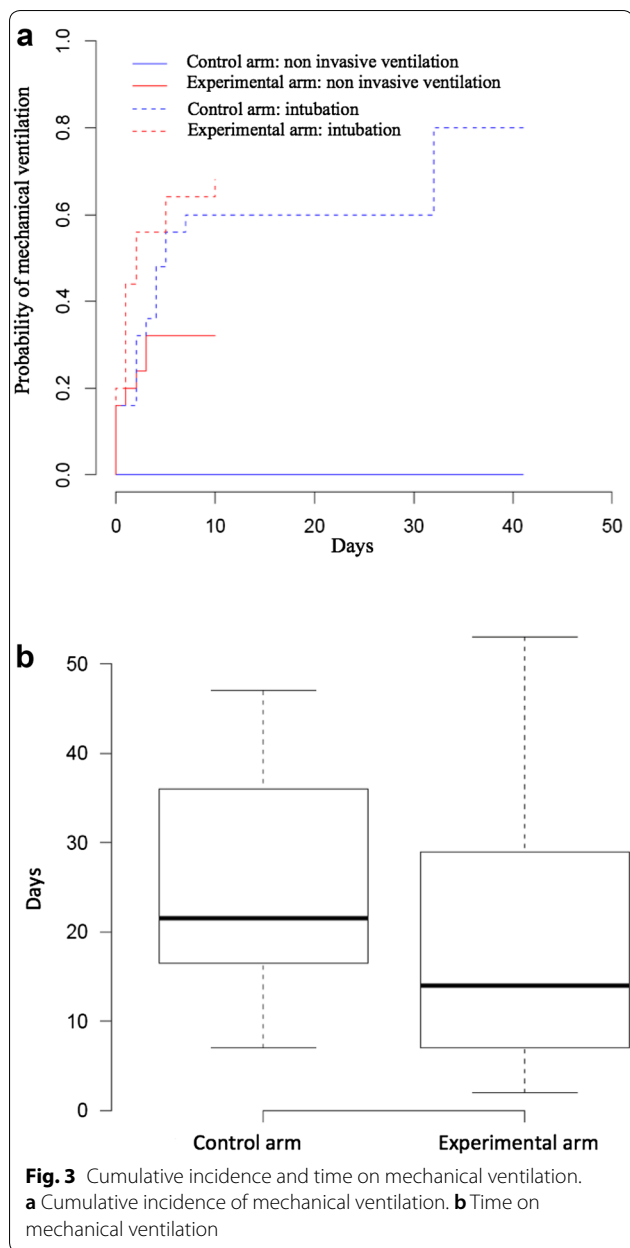 a
1.0
0.8
0.6
0.4
0.2
0.0
Probability of mechanical ventilation
Control arm: non invasive ventilation
Experimental arm: non invasive ventilation
Control arm: intubation
Experimental arm: intubation
0 10 20 30 40 50
Days
b
50
40
30
20
10
0
Days
Control arm Experimental arm
Fig. 3 Cumulative incidence and time on mechanical ventilation.
a Cumulative incidence of mechanical ventilation. b Time on
mechanical ventilation